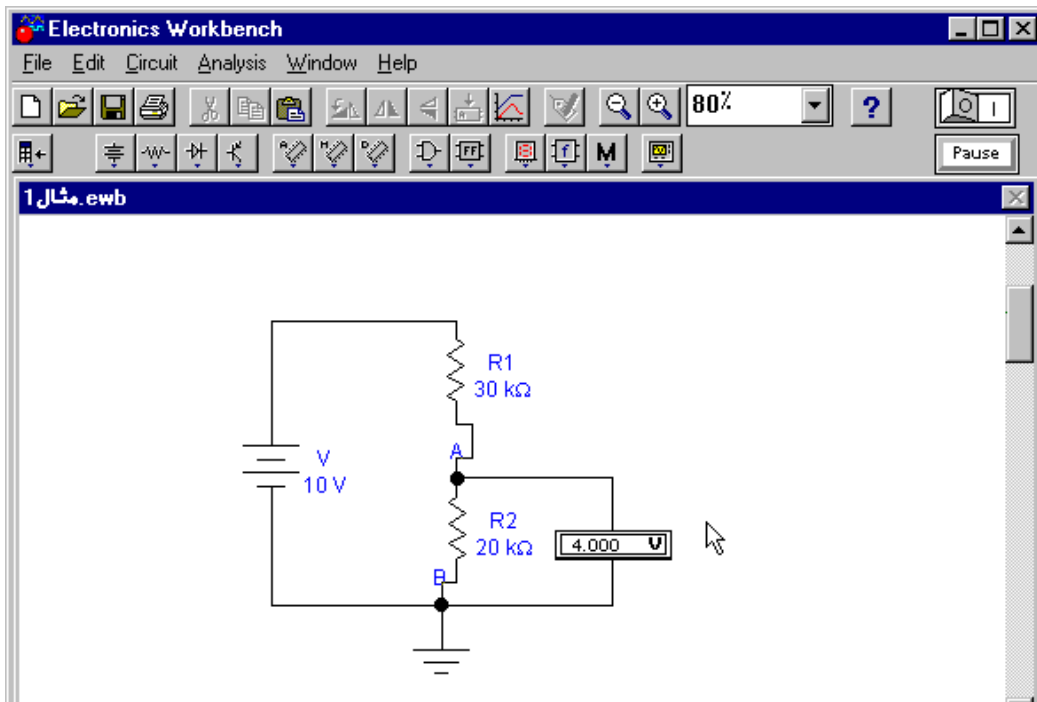 Electronics Workbench
File Edit Circuit Analysis Window Help
80%
?
Pause
مثال1.ewb
R1
30 kΩ
A
V
10 V
R2
20 kΩ
4.000 V
B